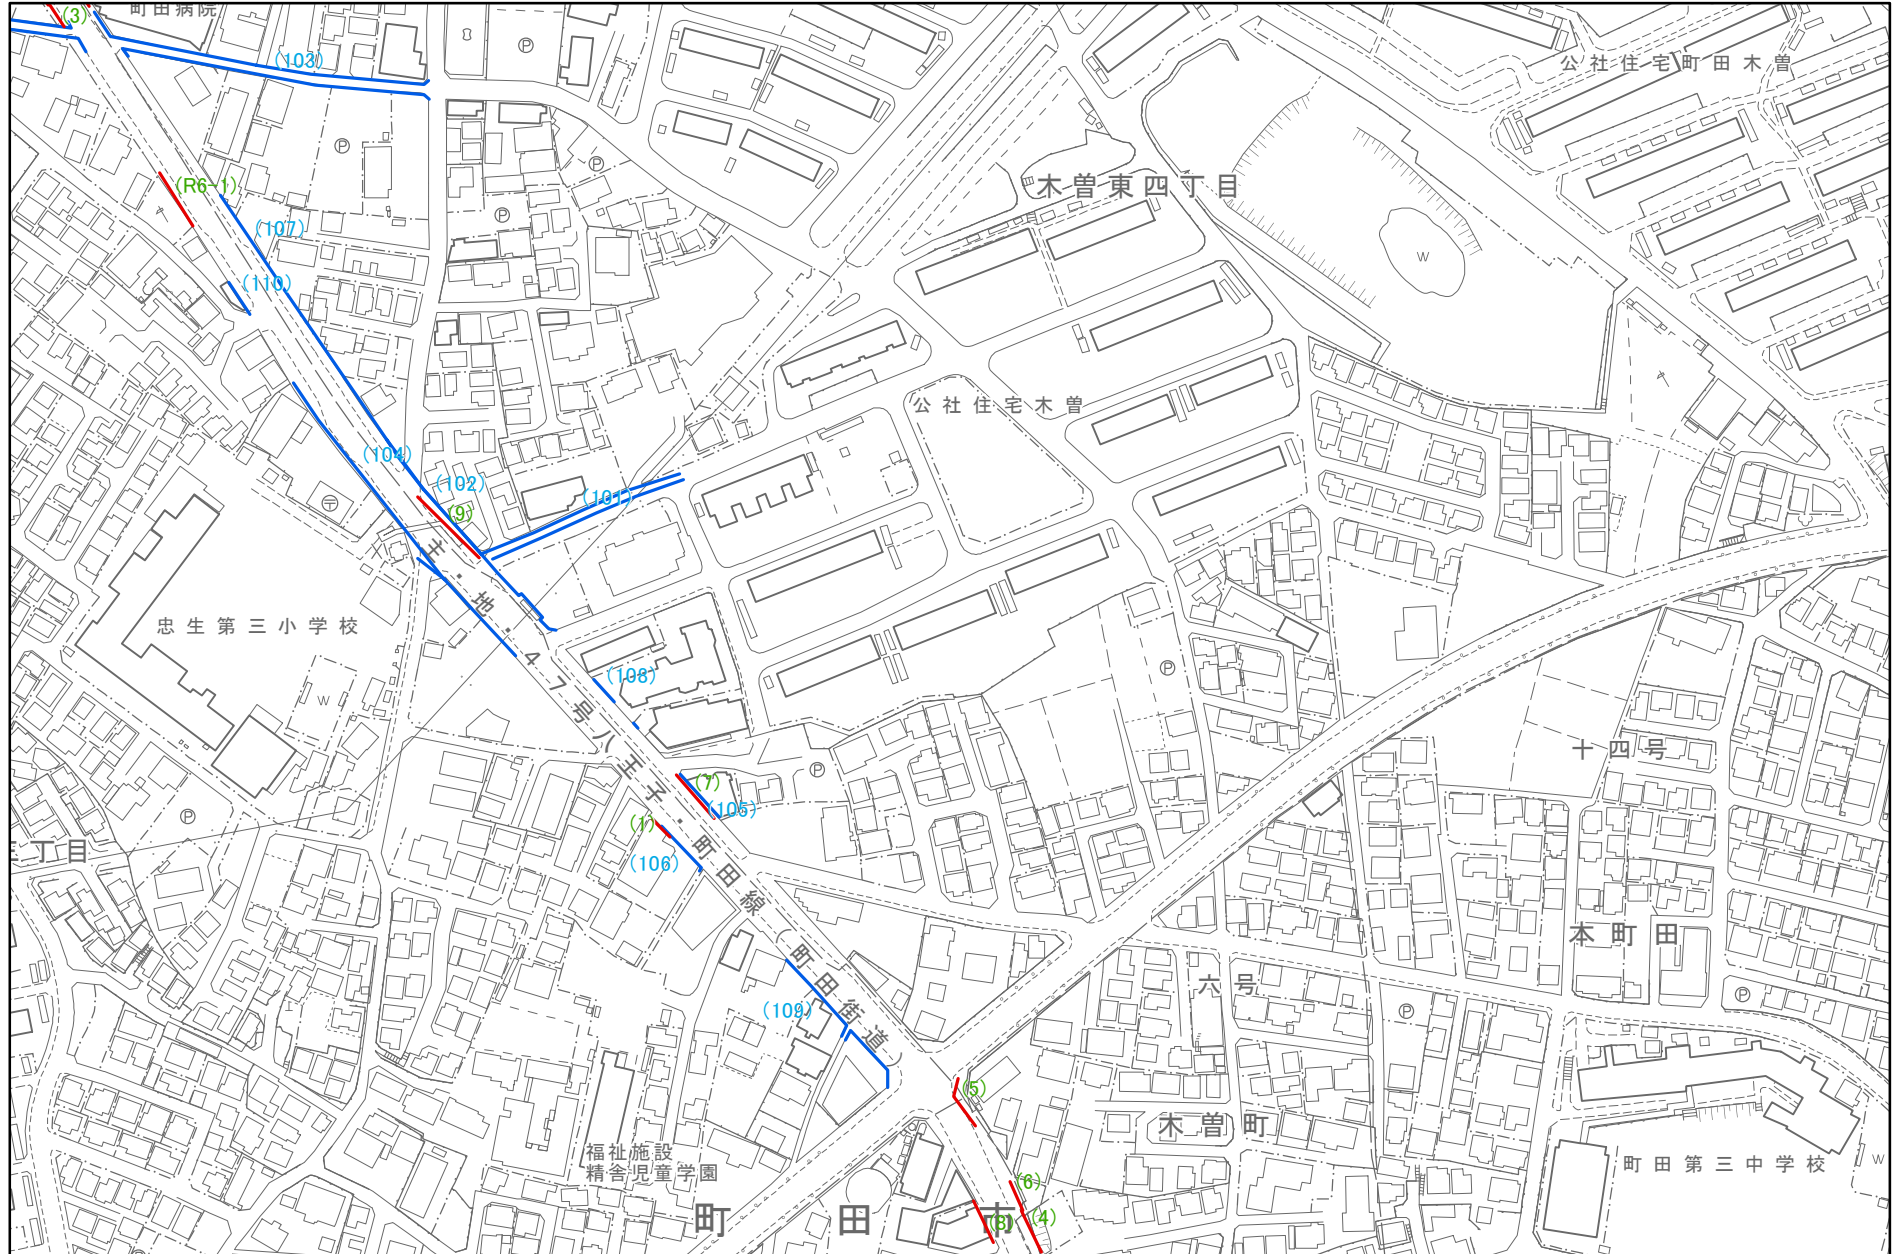 町田病院
(3)
(103)
公社住宅町田木曽
(R6-1)
木曽東四丁目
(107)
(110)
公社住宅木曽
(104)
(102)
(101)
(9)
忠生第三小学校
主・地・47号八王子・町田線(町田街道
(108)
十四号
(7)
(105)
(1)
(106)
三丁目
本町田
六号
(109)
(5)
木曽町
福祉施設
精舎児童学園
町田第三中学校
(6)
(8)
(4)
町田市